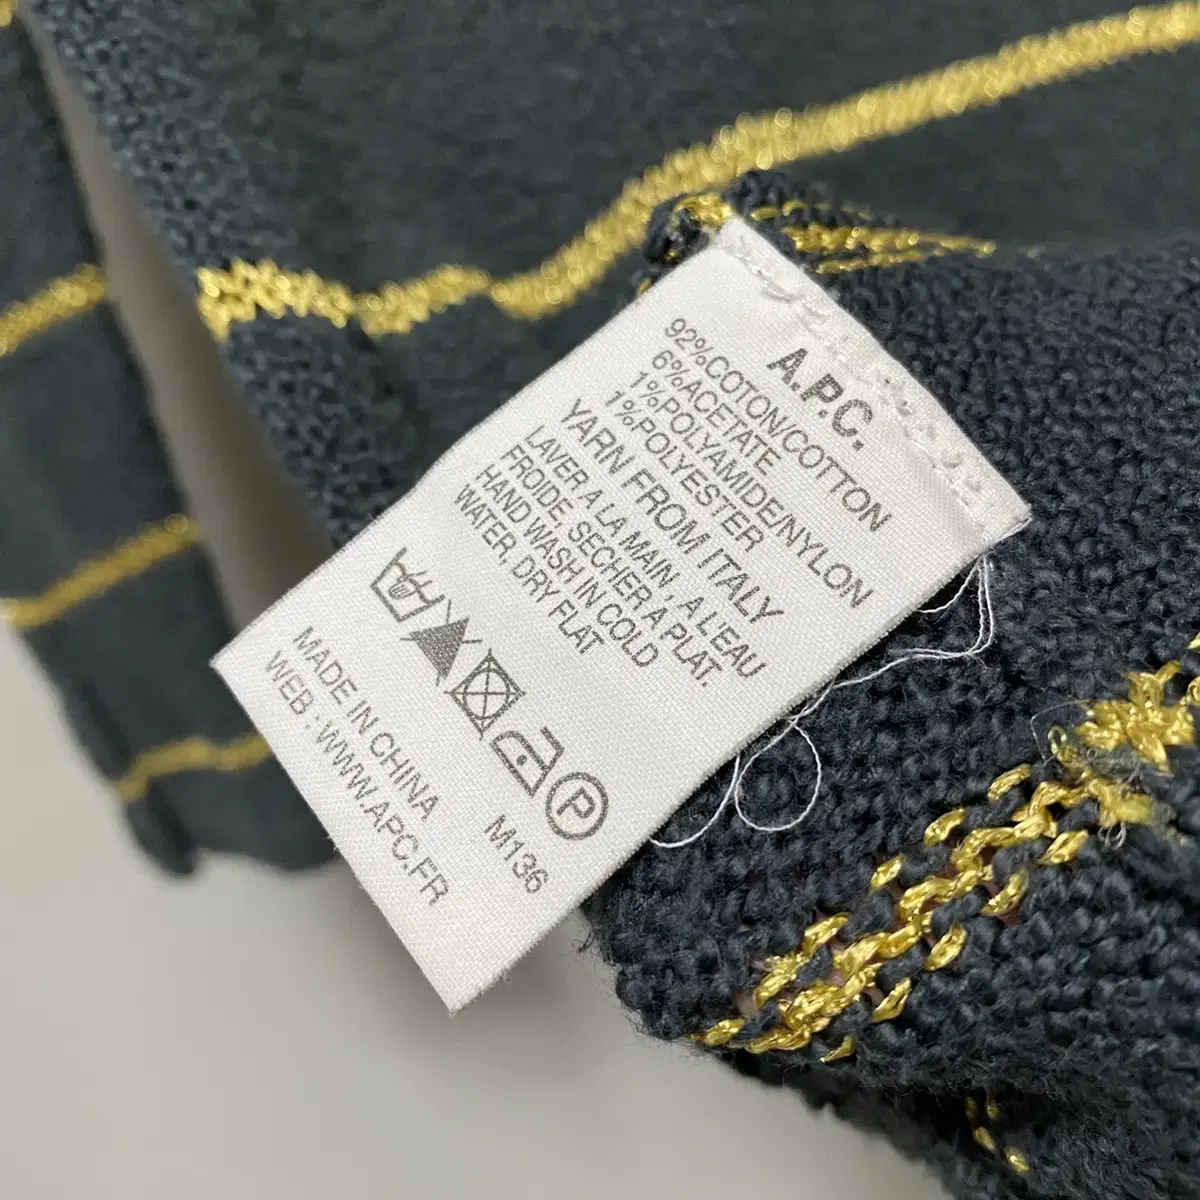 A.P.C.
92%COTTON/COTTON
6%ACETATE
1%POLYAMIDE/NYLON
1%POLYESTER
YARN FROM ITALY
LAVER A LA MAIN , A L'EAU
FROIDE, SECHER A PLAT.
HAND WASH IN COLD
WATER, DRY FLAT
P
M136
MADE IN CHINA
WEB : WWW.APC.FR